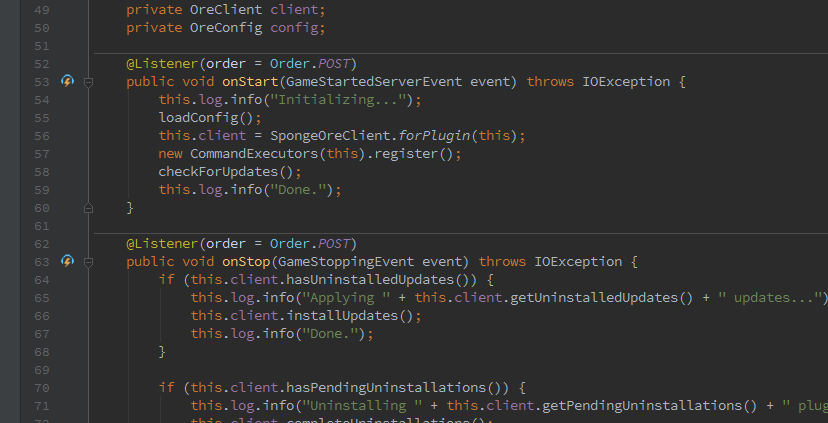 49 private OreClient client;
50 private OreConfig config;
51
52 @Listener(order = Order.POST)
53 public void onStart(GameStartedServerEvent event) throws IOException {
54 this.log.info("Initializing...");
55 loadConfig();
56 this.client = SpongeOreClient.forPlugin(this);
57 new CommandExecutors(this).register();
58 checkForUpdates();
59 this.log.info("Done.");
60 }
61
62 @Listener(order = Order.POST)
63 public void onStop(GameStoppingEvent event) throws IOException {
64 if (this.client.hasUninstalledUpdates()) {
65 this.log.info("Applying " + this.client.getUninstalledUpdates() + " updates...")
66 this.client.installUpdates();
67 this.log.info("Done.");
68 }
69
70 if (this.client.hasPendingUninstallations()) {
71 this.log.info("Uninstalling " + this.client.getPendingUninstallations() + " plug
72 this.client.completeUninstallations();